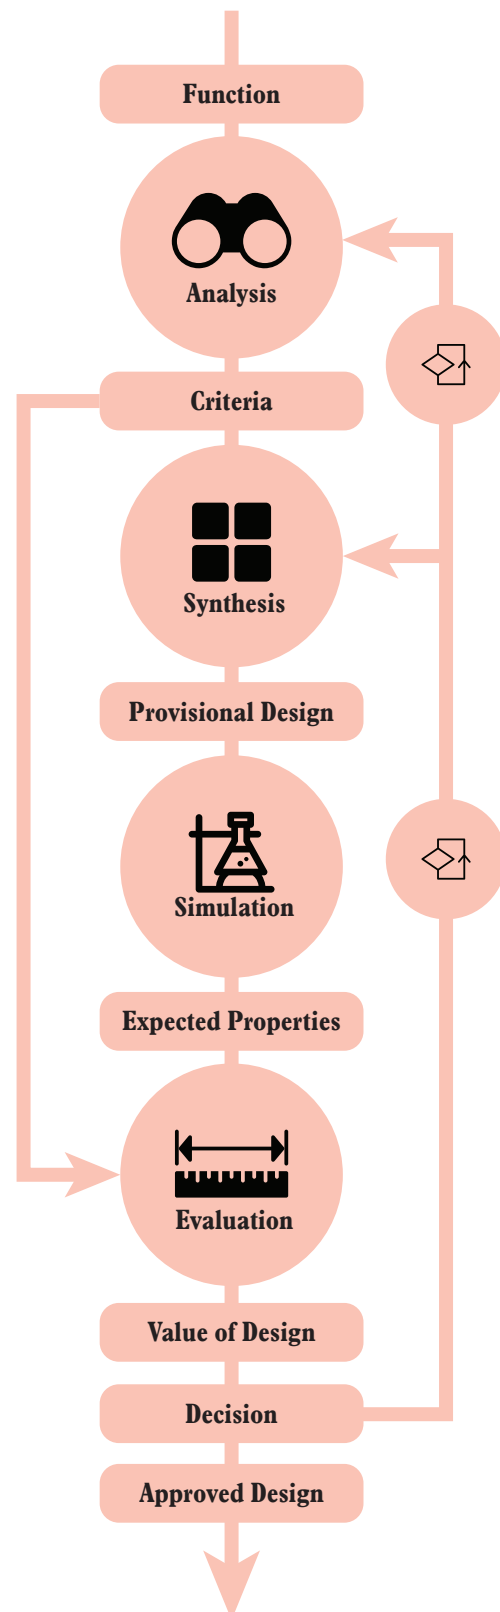 Function
Analysis
Criteria
Synthesis
Provisional Design
Simulation
Expected Properties
Evaluation
Value of Design
Decision
Approved Design